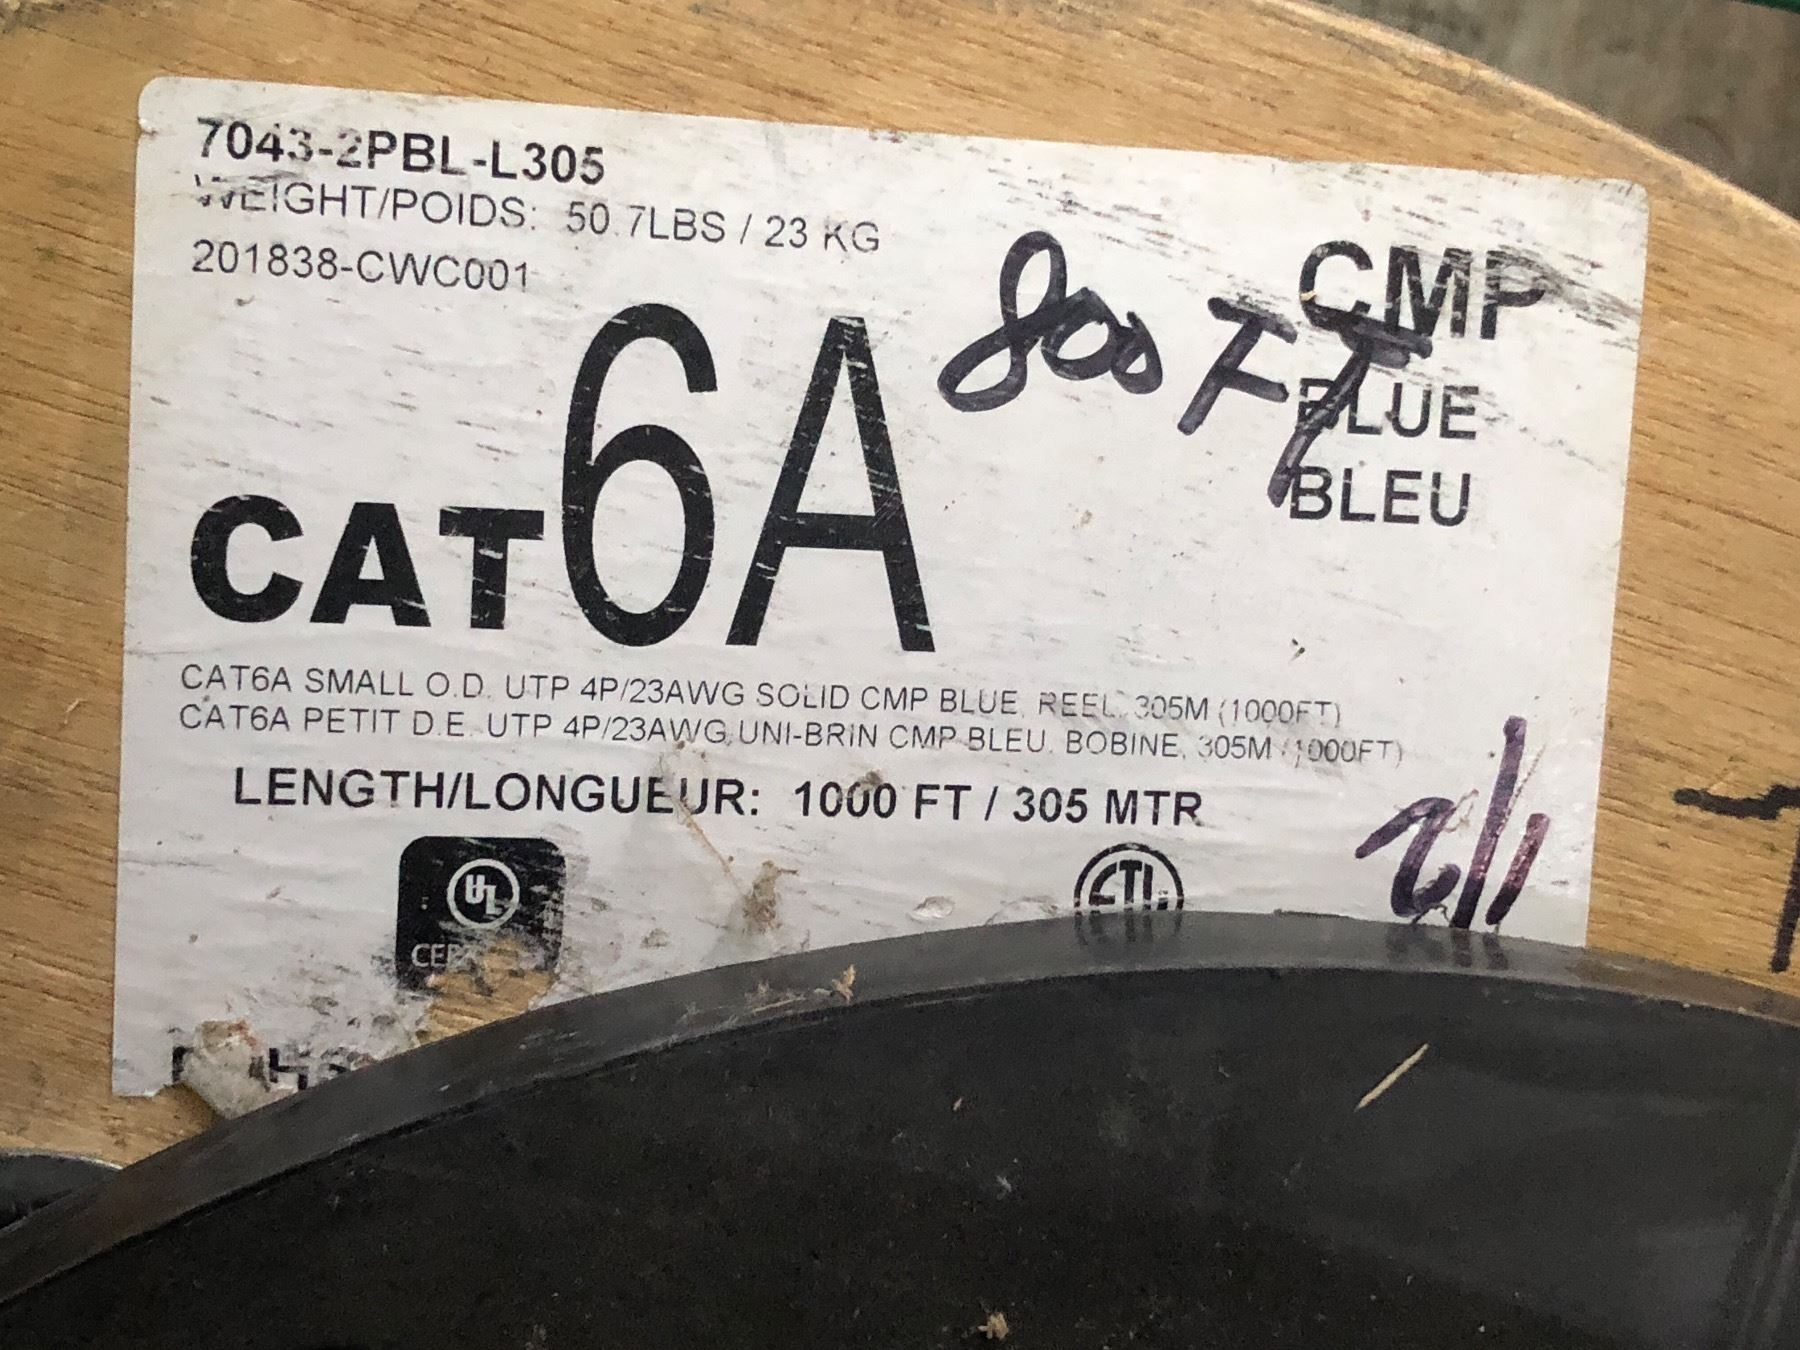 7043-2PBL-L305
WEIGHT/POIDS: 50.7LBS / 23 KG
201838-CWC001
800 FT
CMP
BLUE
BLEU
CAT6A
CAT6A SMALL O.D. UTP 4P/23AWG SOLID CMP BLUE, REEL, 305M (1000FT)
CAT6A PETIT D.E. UTP 4P/23AWG, UNI-BRIN CMP BLEU, BOBINE, 305M (1000FT)
LENGTH/LONGUEUR: 1000 FT / 305 MTR
UL
ETL